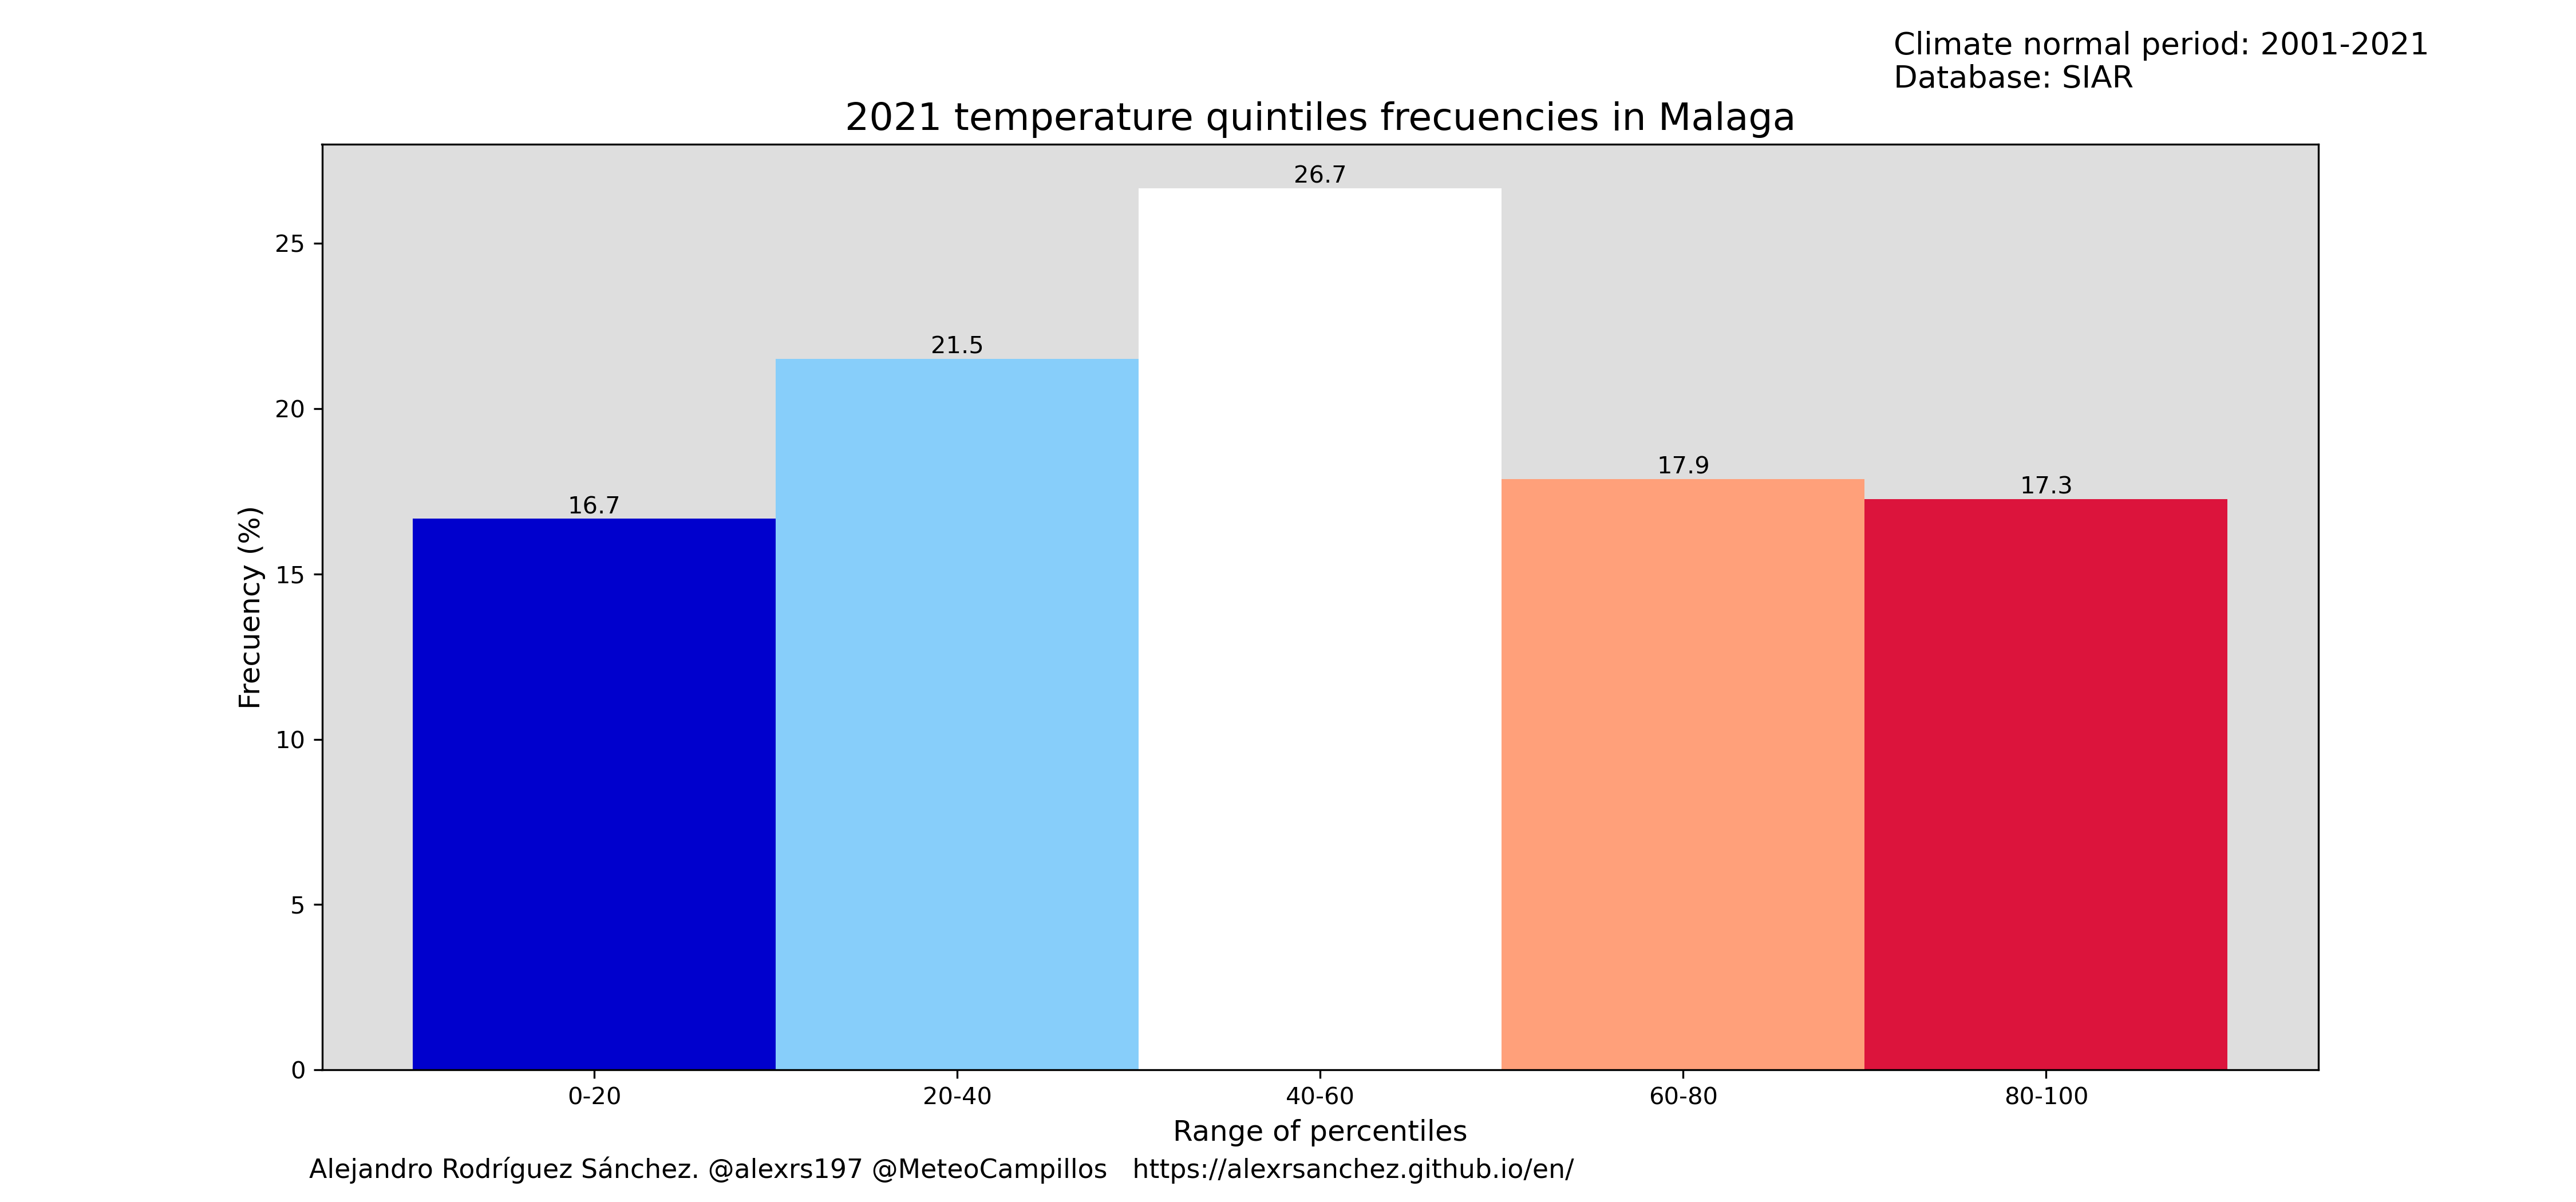 Climate normal period: 2001-2021
Database: SIAR
2021 temperature quintiles frecuencies in Malaga
26.7
25
21.5
20
17.9
17.3
16.7
Frecuency (%)
15
10
5
0
0-20 20-40 40-60 60-80 80-100
Range of percentiles
Alejandro Rodríguez Sánchez. @alexrs197 @MeteoCampillos https://alexrsanchez.github.io/en/